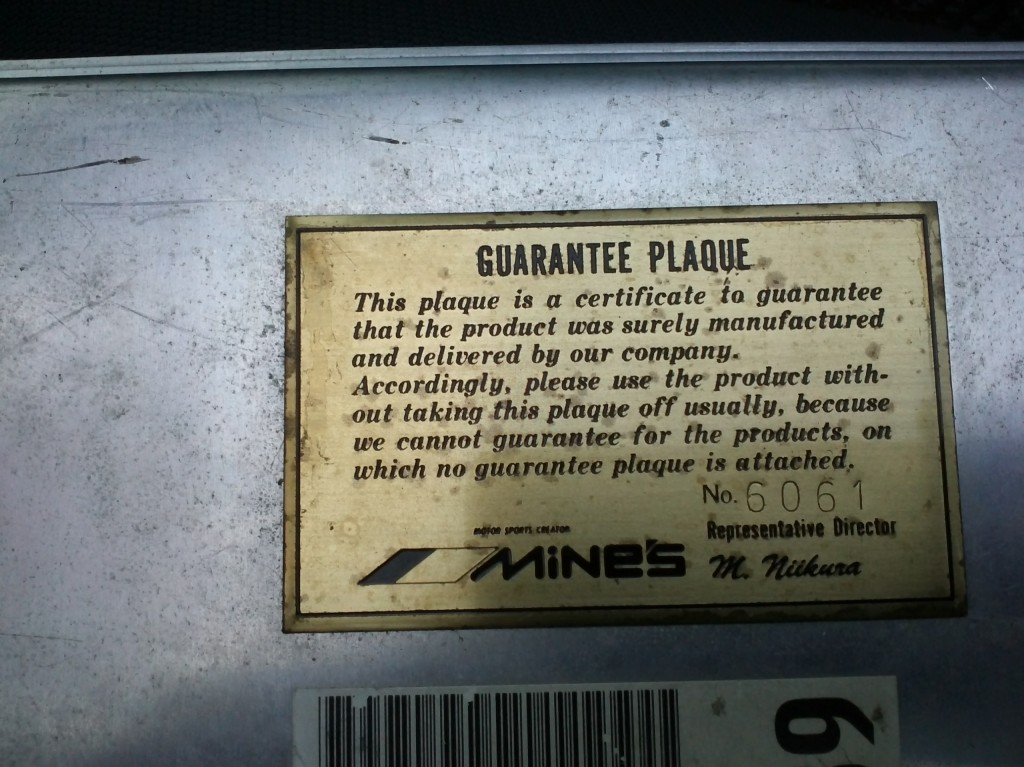 GUARANTEE PLAQUE
This plaque is a certificate to guarantee
that the product was surely manufactured
and delivered by our company.
Accordingly, please use the product with-
out taking this plaque off usually, because
we cannot guarantee for the products, on
which no guarantee plaque is attached.
No. 6061
MOTOR SPORTS CREATOR
MiNe's
Representative Director
M. Niikura